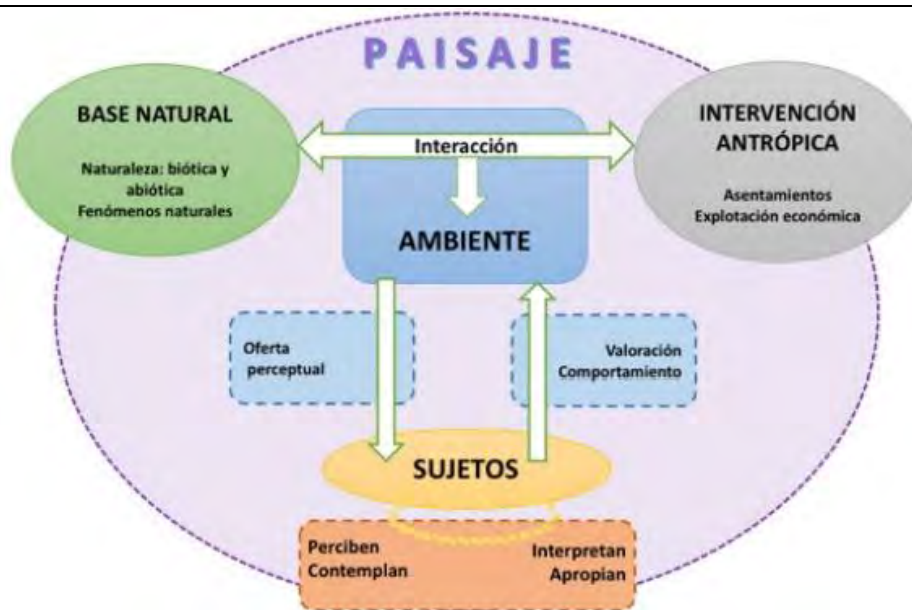 PAISAJE
BASE NATURAL
Naturaleza: biótica y
abiótica
Fenómenos naturales
Interacción
AMBIENTE
INTERVENCIÓN
ANTRÓPICA
Asentamientos
Explotación económica
Oferta
perceptual
Valoración
Comportamiento
SUJETOS
Perciben
Contemplan
Interpretan
Apropian